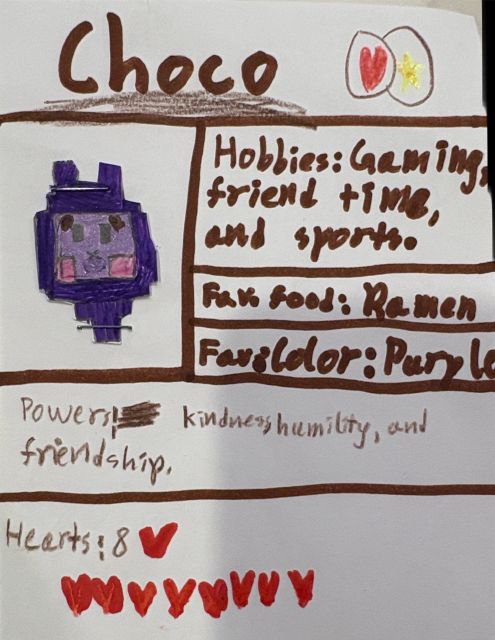 Choco
Hobbies: Gaming,
friend time,
and sports.
Fav. food: Ramen
Fav. Color: Purple
Powers: kindness, humility, and
friendship.
Hearts: 8